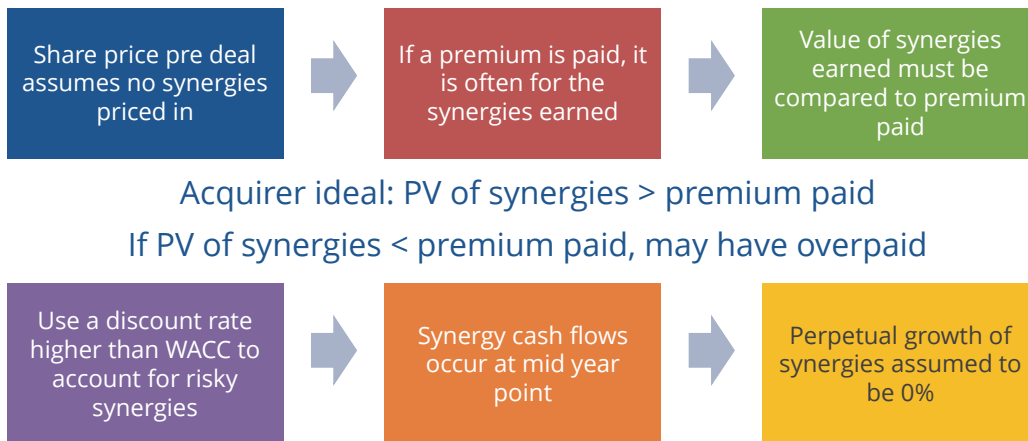 Share price pre deal
assumes no synergies
priced in
If a premium is paid, it
is often for the
synergies earned
Value of synergies
earned must be
compared to premium
paid
Acquirer ideal: PV of synergies > premium paid
If PV of synergies < premium paid, may have overpaid
Use a discount rate
higher than WACC to
account for risky
synergies
Synergy cash flows
occur at mid year
point
Perpetual growth of
synergies assumed to
be 0%